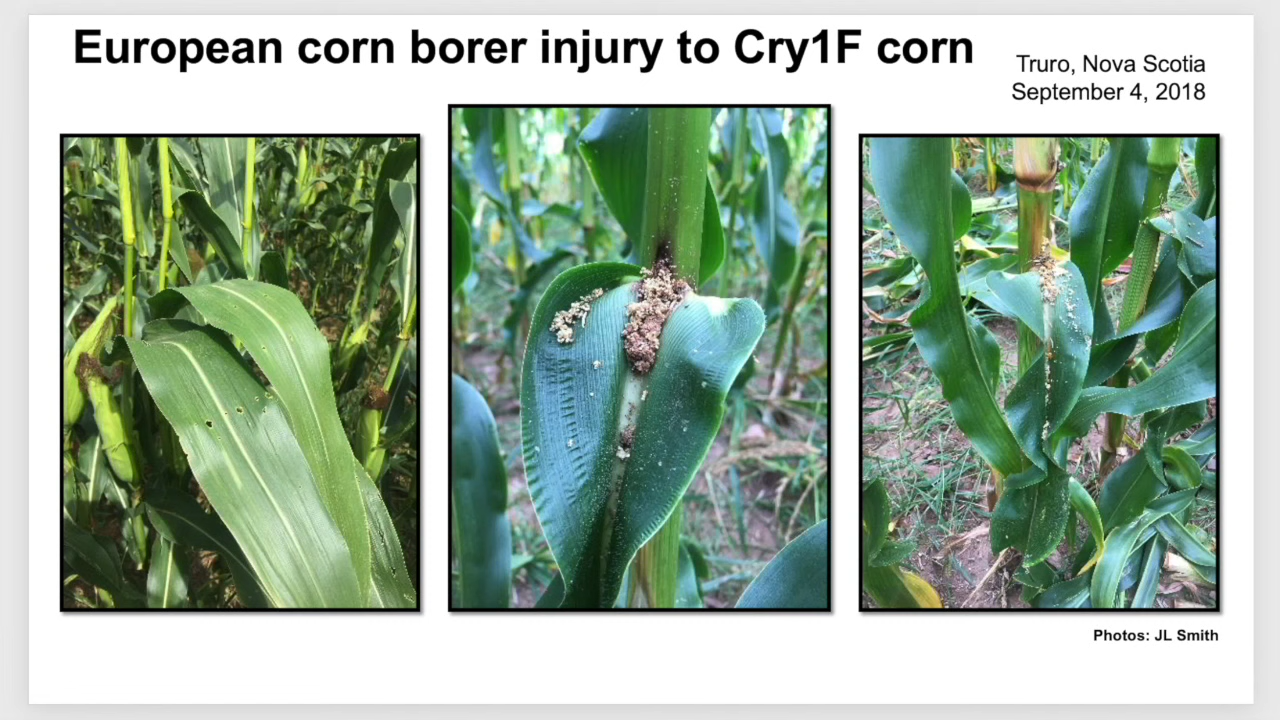 European corn borer injury to Cry1F corn
Truro, Nova Scotia
September 4, 2018
Photos: JL Smith